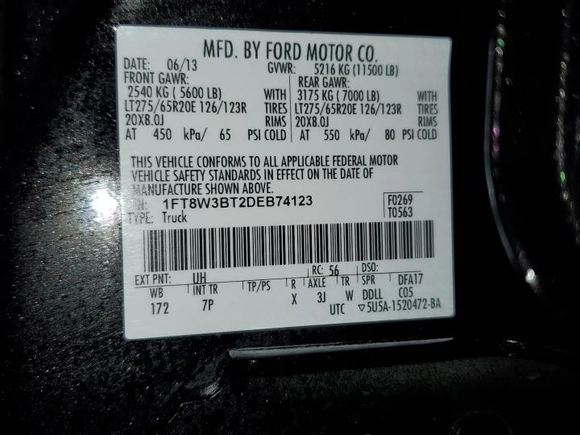 MFD. BY FORD MOTOR CO.
DATE: 06/13 GVWR: 5216 KG (11500 LB)
FRONT GAWR: REAR GAWR:
2540 KG ( 5600 LB) WITH 3175 KG ( 7000 LB) WITH
LT275/65R20E 126/123R TIRES LT275/65R20E 126/123R TIRES
20X8.0J RIMS 20X8.0J RIMS
AT 450 kPa/ 65 PSI COLD AT 550 kPa/ 80 PSI COLD
THIS VEHICLE CONFORMS TO ALL APPLICABLE FEDERAL MOTOR
VEHICLE SAFETY STANDARDS IN EFFECT ON THE DATE OF
MANUFACTURE SHOWN ABOVE.
VIN: 1FT8W3BT2DEB74123 F0269
TYPE: Truck T0563
EXT PNT: UH RC: 56 DSO:
WB INT TR TP/PS R AXLE TR SPR DFA17
172 7P X 3J W DDLL C05
UTC ▽5U5A-1520472-BA